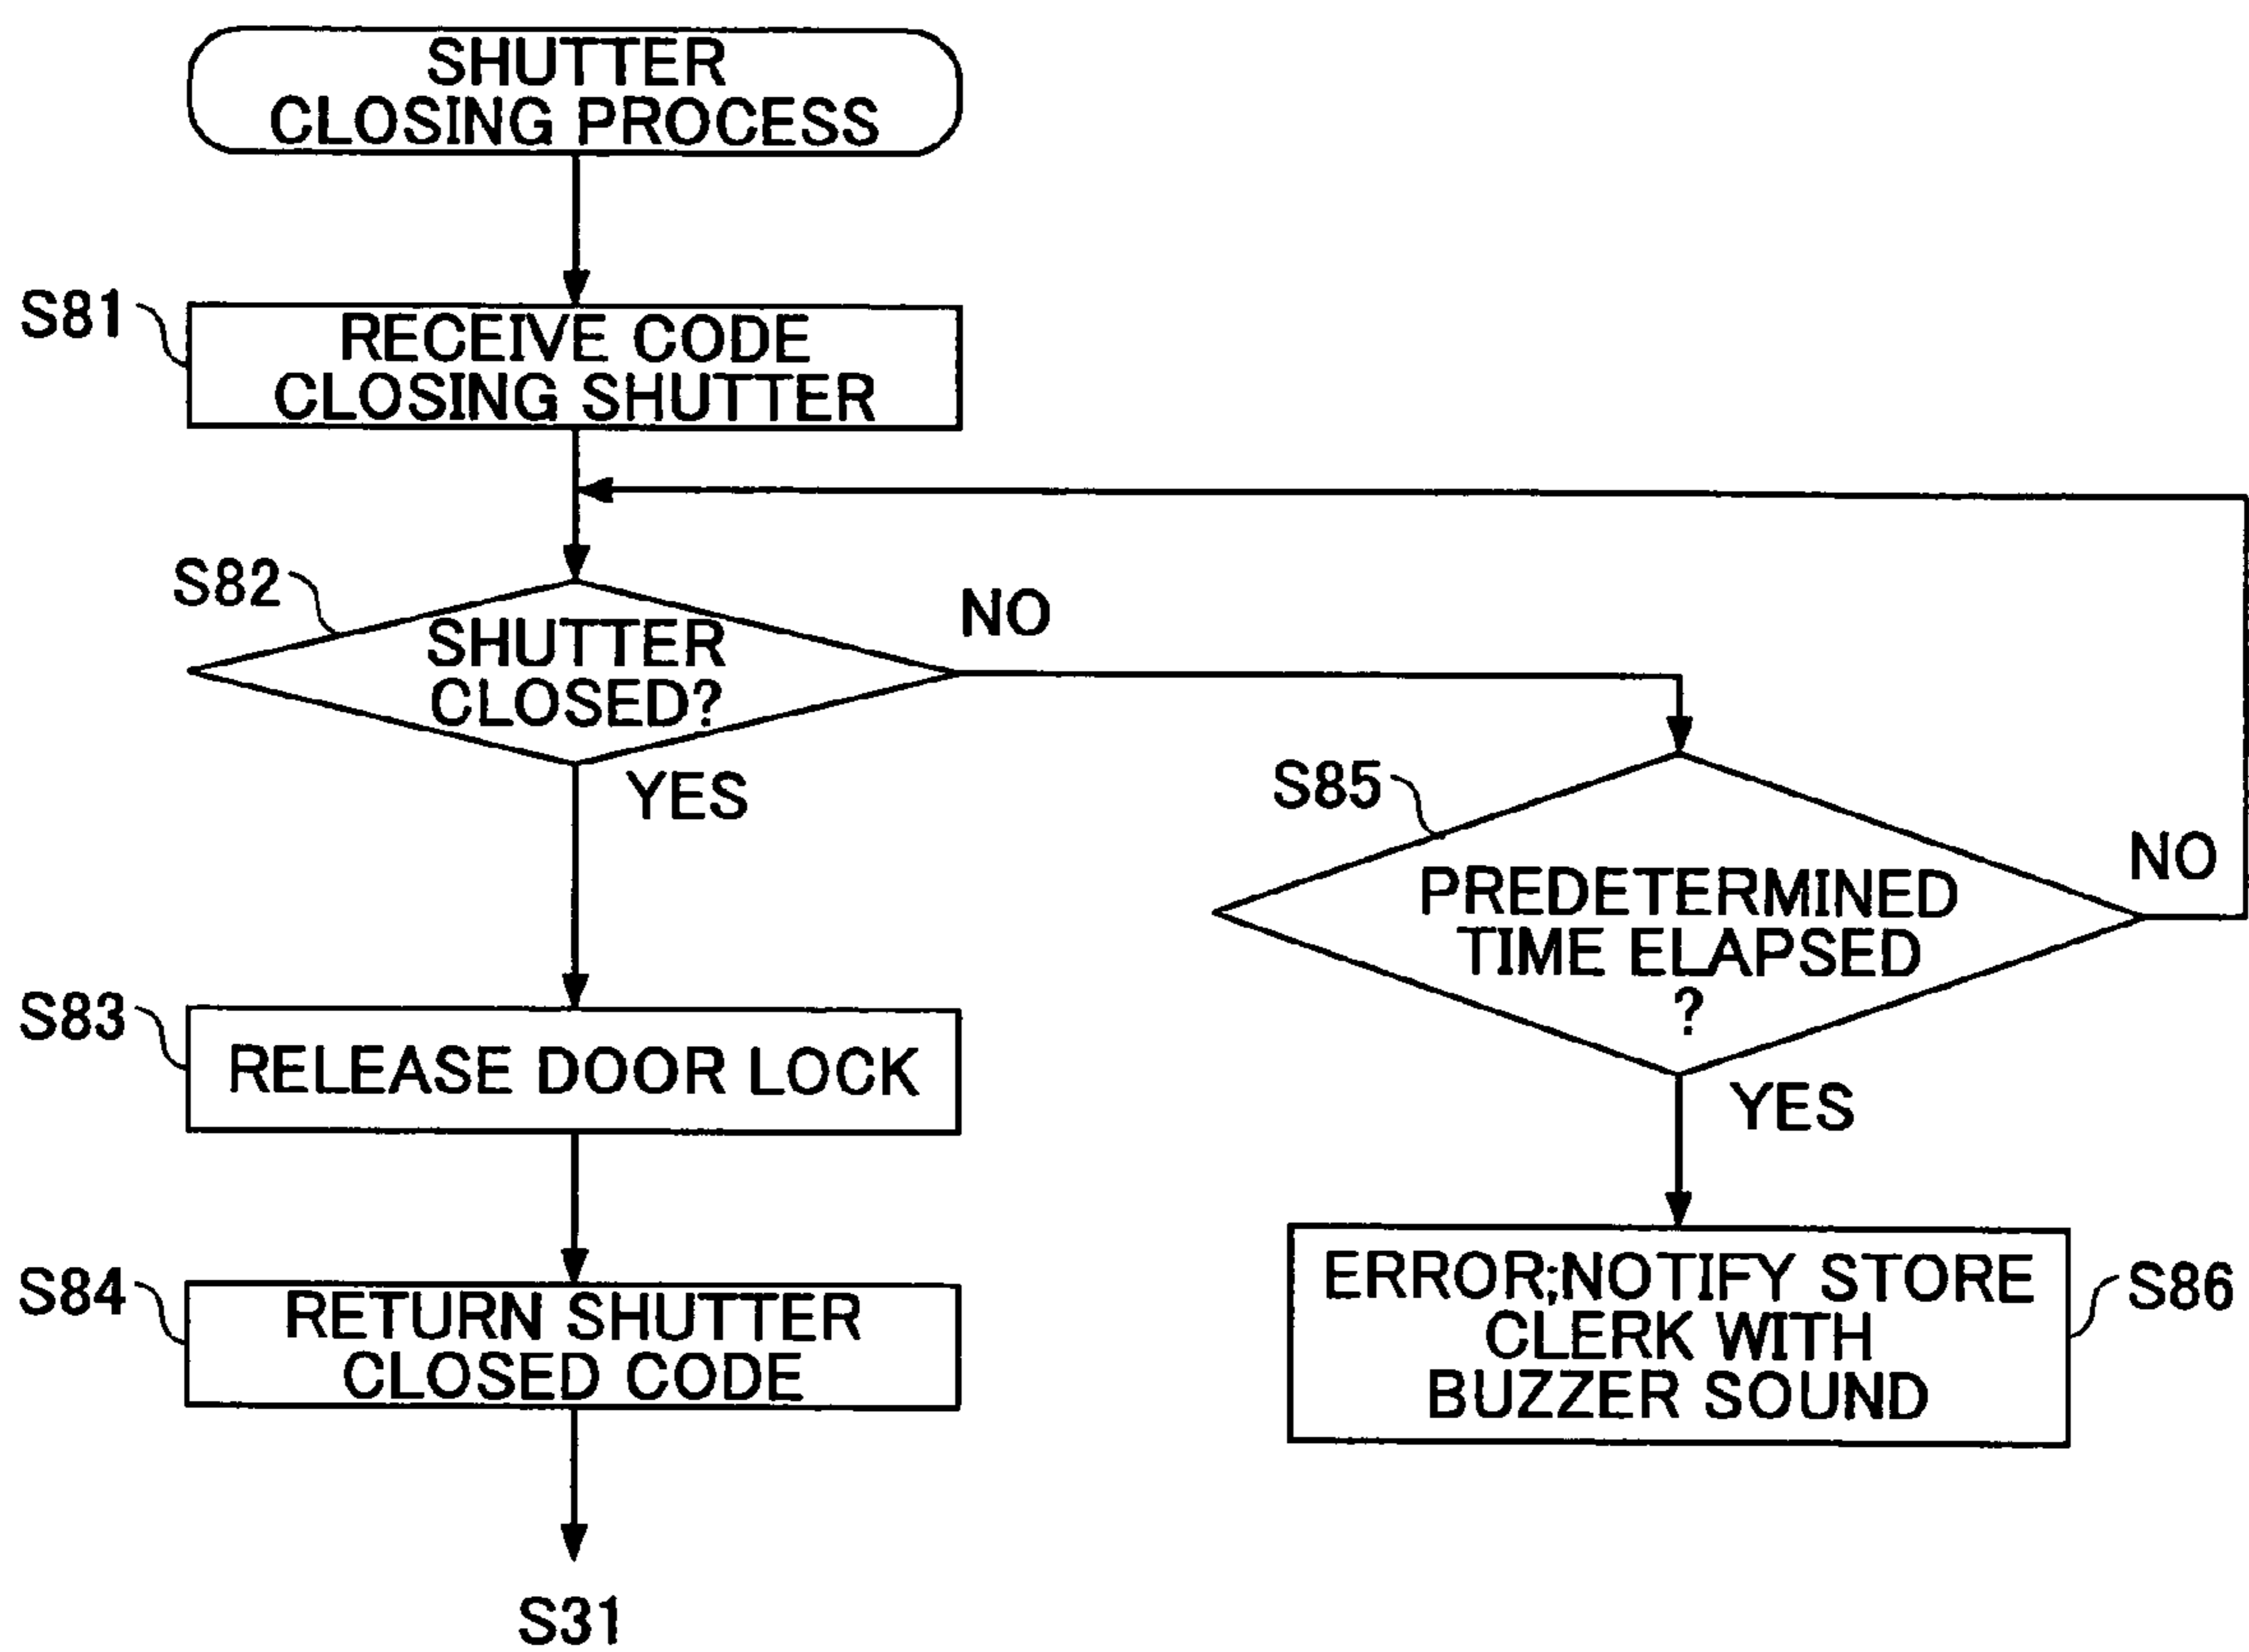 SHUTTER
CLOSING PROCESS
S81
RECEIVE CODE
CLOSING SHUTTER
S82
SHUTTER
CLOSED?
NO
YES
S85
PREDETERMINED
TIME ELAPSED
?
NO
YES
S83
RELEASE DOOR LOCK
S84
RETURN SHUTTER
CLOSED CODE
ERROR;NOTIFY STORE
CLERK WITH
BUZZER SOUND
S86
S31